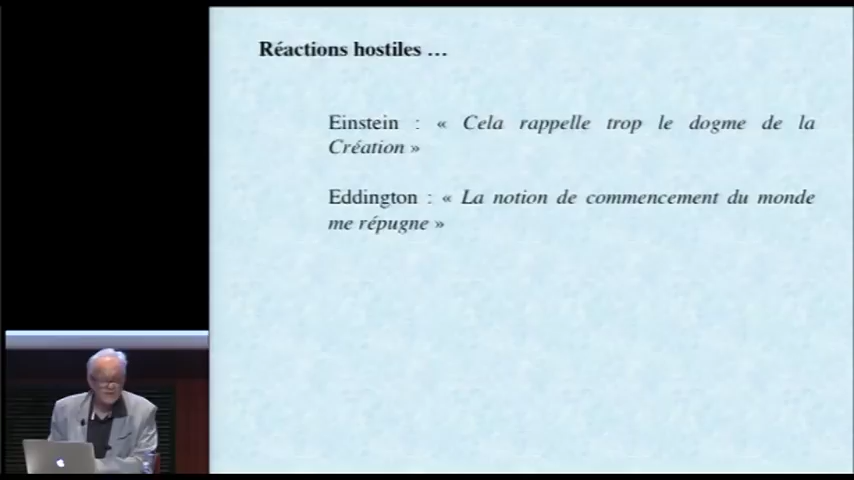 Réactions hostiles …
Einstein : « Cela rappelle trop le dogme de la
Création »
Eddington : « La notion de commencement du monde
me répugne »